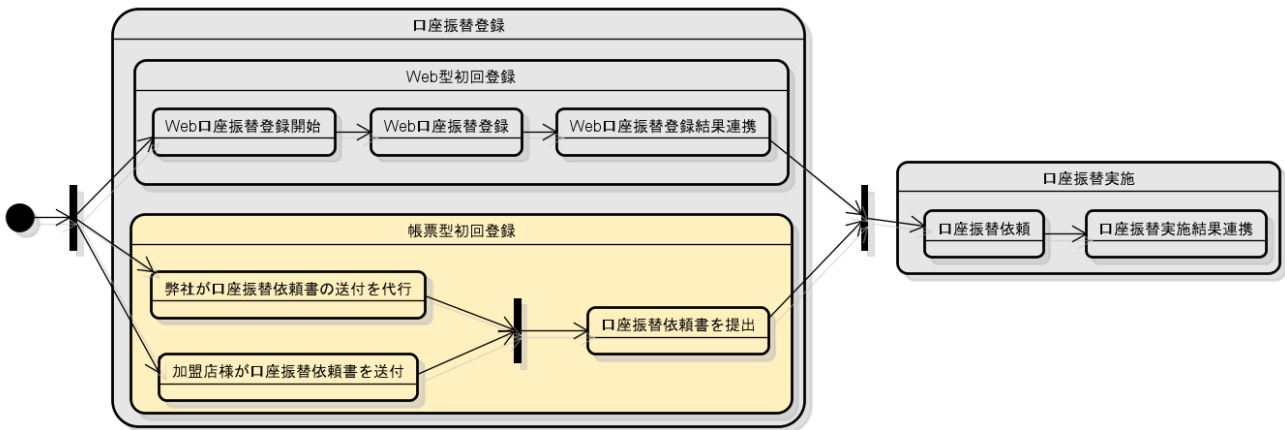 口座振替登録
Web型初回登録
Web口座振替登録開始
Web口座振替登録
Web口座振替登録結果連携
帳票型初回登録
弊社が口座振替依頼書の送付を代行
加盟店様が口座振替依頼書を送付
口座振替依頼書を提出
口座振替実施
口座振替依頼
口座振替実施結果連携